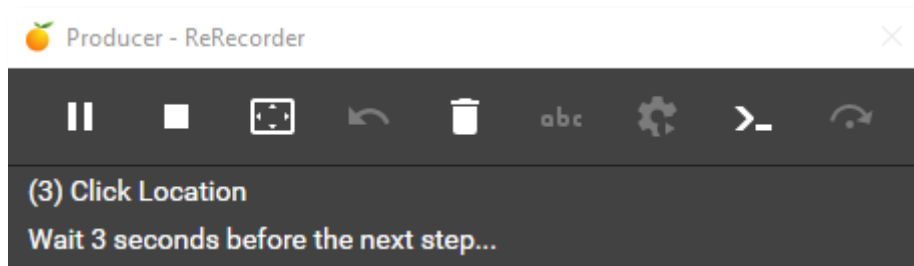 Producer - ReRecorder
abc
(3) Click Location
Wait 3 seconds before the next step...